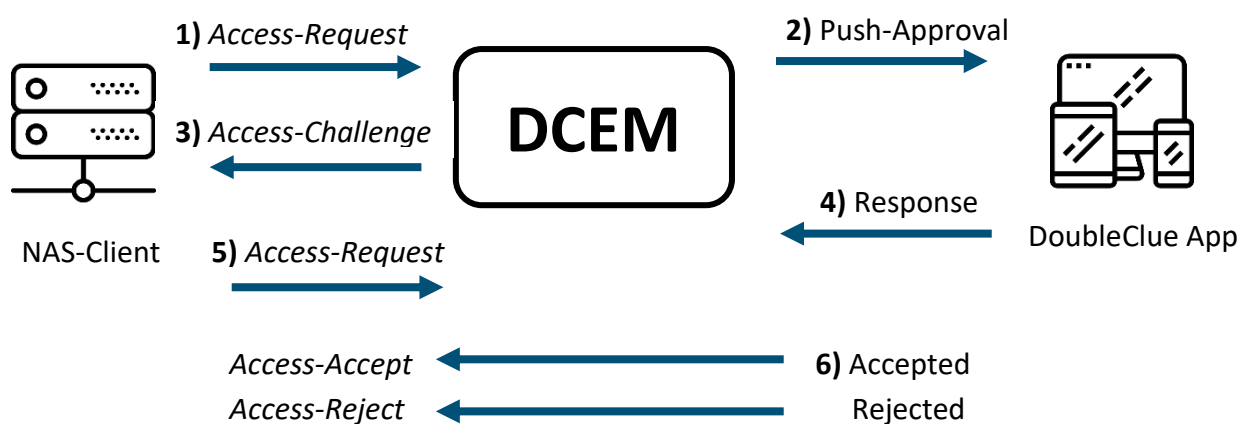 1) Access-Request
2) Push-Approval
DCEM
3) Access-Challenge
4) Response
NAS-Client
5) Access-Request
DoubleClue App
Access-Accept
6) Accepted
Access-Reject
Rejected